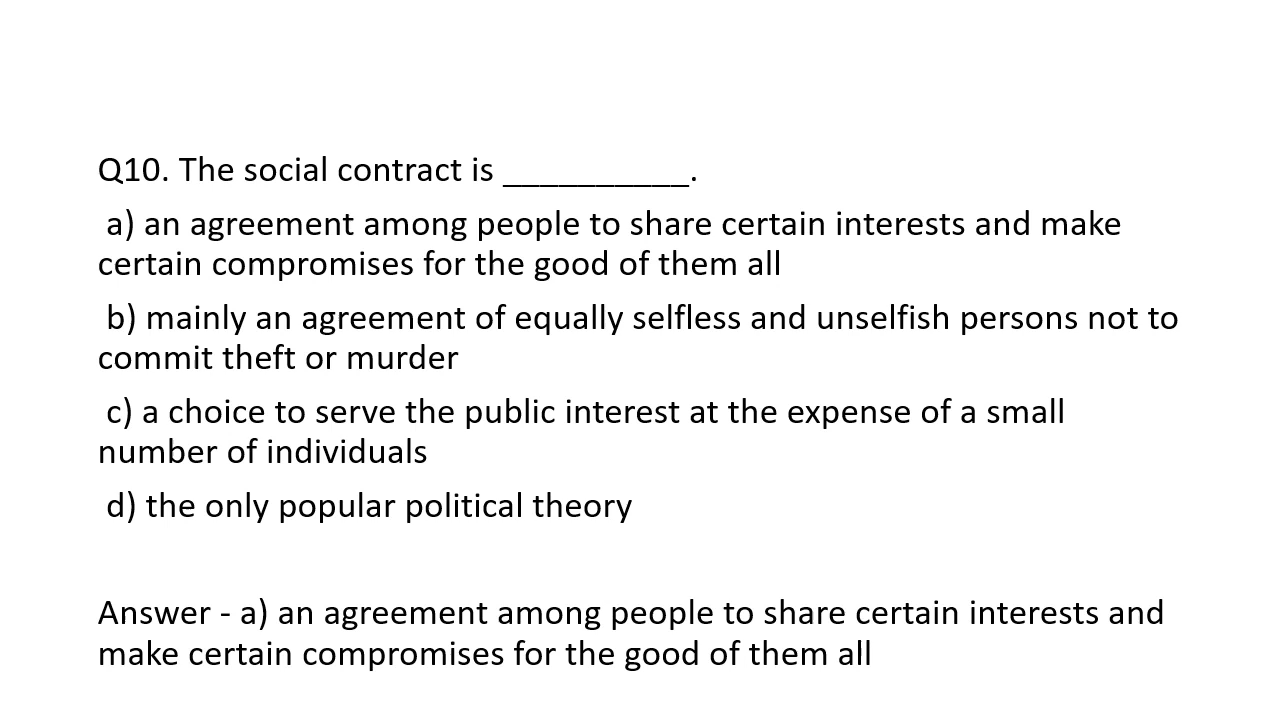 Q10. The social contract is __________.
a) an agreement among people to share certain interests and make
certain compromises for the good of them all
b) mainly an agreement of equally selfless and unselfish persons not to
commit theft or murder
c) a choice to serve the public interest at the expense of a small
number of individuals
d) the only popular political theory
Answer - a) an agreement among people to share certain interests and
make certain compromises for the good of them all